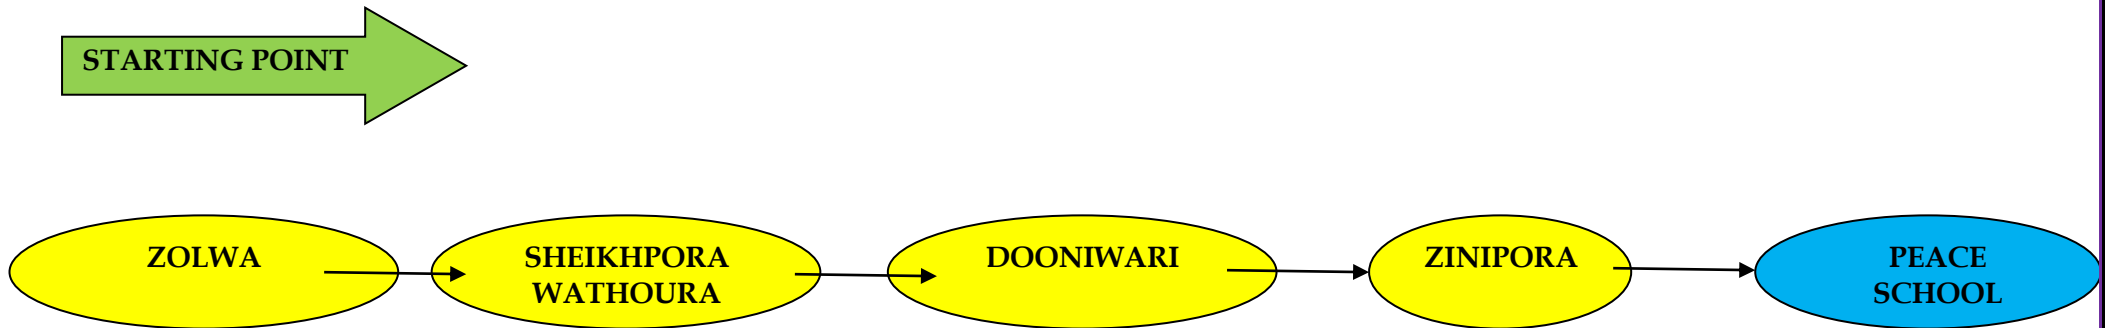 STARTING POINT
ZOLWA
SHEIKHPORA
WATHOURA
DOONIWARI
ZINIPORA
PEACE
SCHOOL